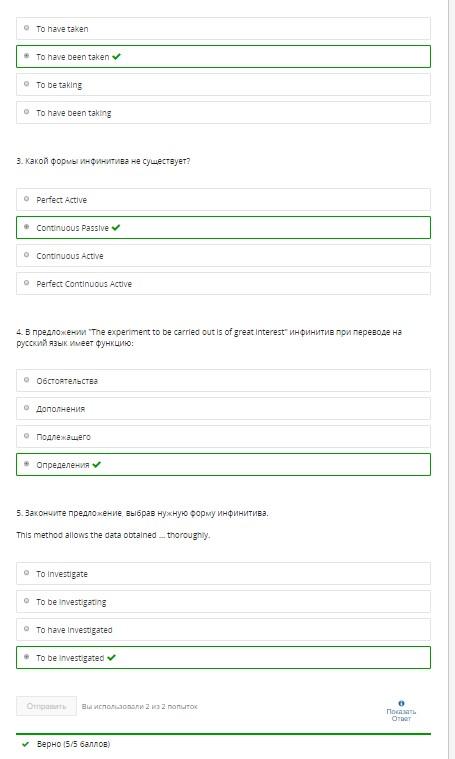 To have taken
To have been taken
To be taking
To have been taking
3. Какой формы инфинитива не существует?
Perfect Active
Continuous Passive
Continuous Active
Perfect Continuous Active
4. В предложении "The experiment to be carried out is of great interest" инфинитив при переводе на
русский язык имеет функцию:
Обстоятельства
Дополнения
Подлежащего
Определения
5. Закончите предложение, выбрав нужную форму инфинитива.
This method allows the data obtained ... thoroughly.
To investigate
To be investigating
To have investigated
To be investigated
Отправить Вы использовали 2 из 2 попыток
Показать
Ответ
Верно (5/5 баллов)